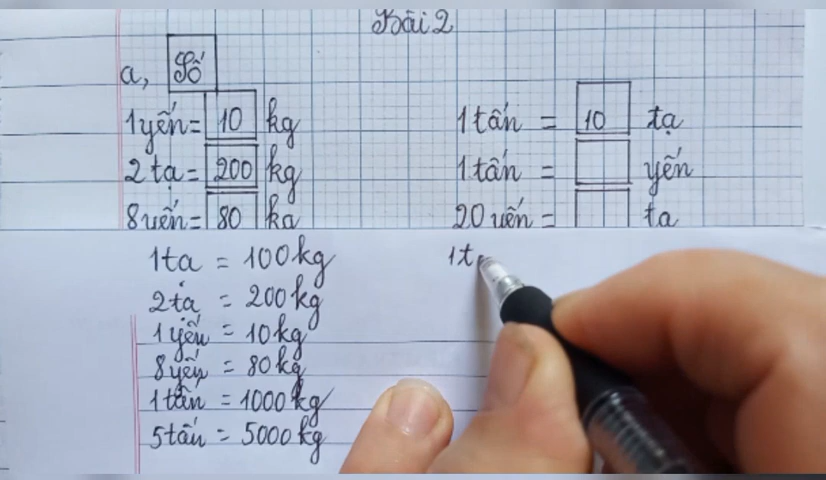 Bài 2
a, Số
1 yến = 10 kg
1 tấn = 10 tạ
2 tạ = 200 kg
1 tấn = yến
8 yến = 80 kg
20 yến = tạ
1 tạ = 100 kg
1 t
2 tạ = 200 kg
1 yến = 10 kg
8 yến = 80 kg
1 tấn = 1000 kg
5 tấn = 5000 kg